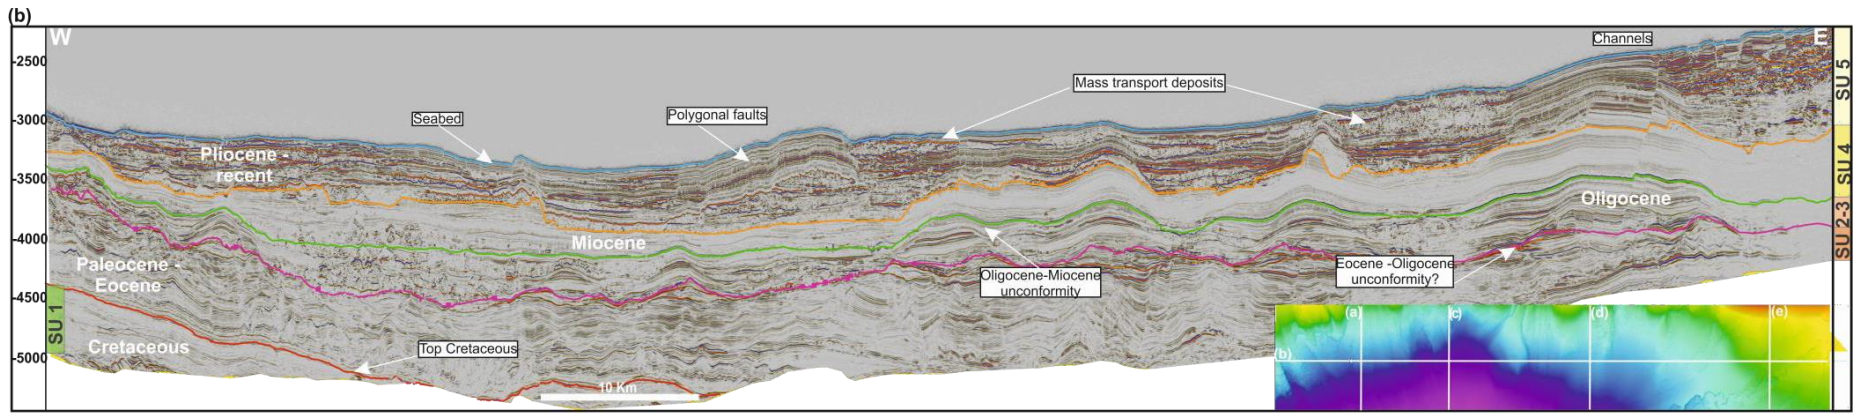 (b)
W
E
Channels
-2500
Mass transport deposits
SU 5
Seabed
Polygonal faults
-3000
Pliocene -
recent
SU 4
-3500
Oligocene
SU 2-3
-4000
Miocene
Paleocene -
Eocene
Oligocene-Miocene
unconformity
Eocene -Oligocene
unconformity?
-4500
SU 1
(a)
(c)
(d)
(e)
(b)
Cretaceous
Top Cretaceous
-5000
10 Km